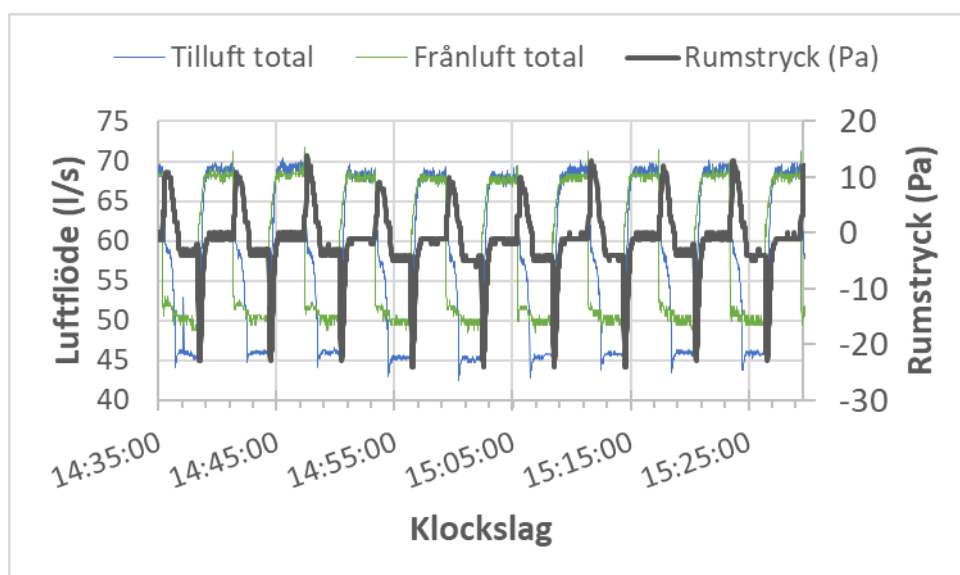 Tilluft total Frånluft total Rumstryck (Pa)
Luftflöde (l/s)
75
70
65
60
55
50
45
40
20
10
0
-10
-20
-30
Rumstryck (Pa)
14:35:00 14:45:00 14:55:00 15:05:00 15:15:00 15:25:00
Klockslag